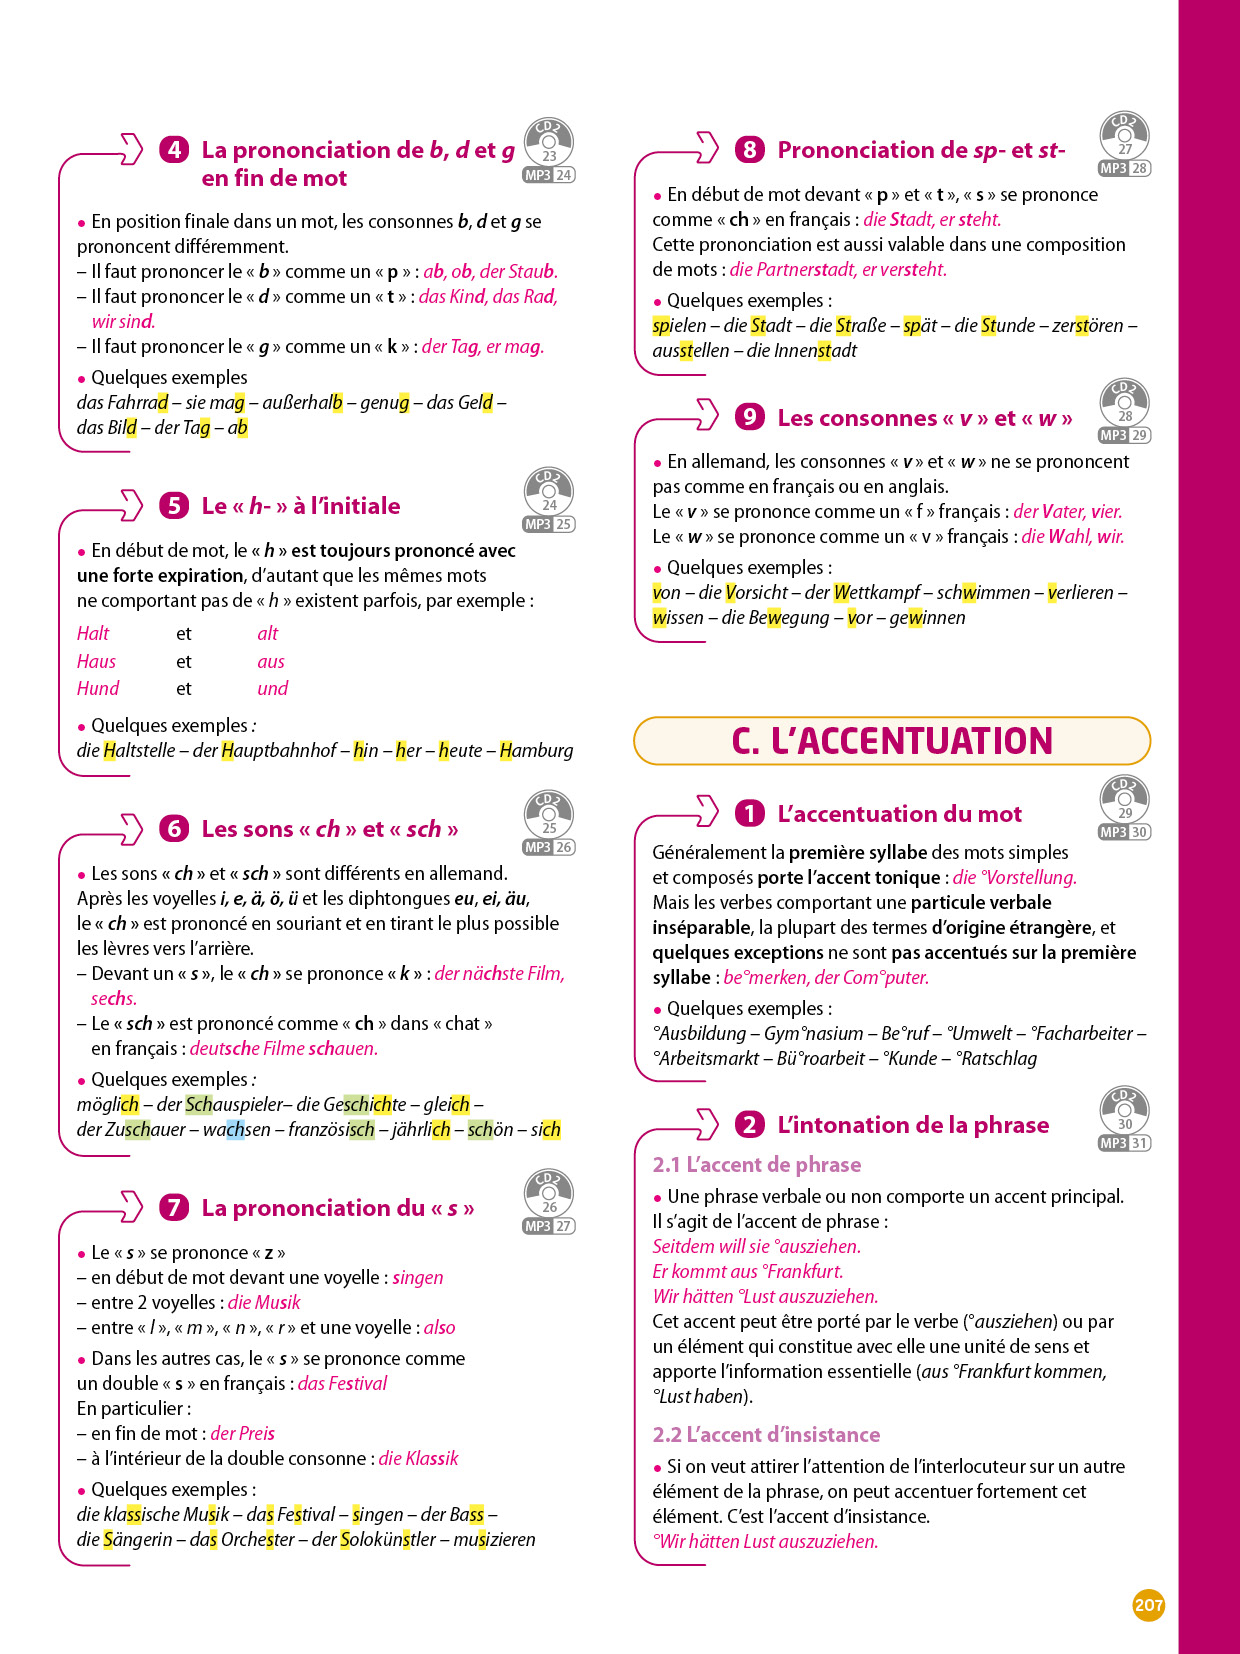 4 La prononciation de b, d et g
en fin de mot
CD 2
23
MP3 24
• En position finale dans un mot, les consonnes b, d et g se
prononcent différemment.
– Il faut prononcer le « b » comme un « p » : ab, ob, der Staub.
– Il faut prononcer le « d » comme un « t » : das Kind, das Rad,
wir sind.
– Il faut prononcer le « g » comme un « k » : der Tag, er mag.
• Quelques exemples
das Fahrrad – sie mag – außerhalb – genug – das Geld –
das Bild – der Tag – ab
5 Le « h- » à l’initiale
CD 2
24
MP3 25
• En début de mot, le « h » est toujours prononcé avec
une forte expiration, d’autant que les mêmes mots
ne comportant pas de « h » existent parfois, par exemple :
Halt et alt
Haus et aus
Hund et und
• Quelques exemples :
die Haltstelle – der Hauptbahnhof – hin – her – heute – Hamburg
6 Les sons « ch » et « sch »
CD 2
25
MP3 26
• Les sons « ch » et « sch » sont différents en allemand.
Après les voyelles i, e, ä, ö, ü et les diphtongues eu, ei, äu,
le « ch » est prononcé en souriant et en tirant le plus possible
les lèvres vers l’arrière.
– Devant un « s », le « ch » se prononce « k » : der nächste Film,
sechs.
– Le « sch » est prononcé comme « ch » dans « chat »
en français : deutsche Filme schauen.
• Quelques exemples :
möglich – der Schauspieler– die Geschichte – gleich –
der Zuschauer – wachsen – französisch – jährlich – schön – sich
7 La prononciation du « s »
CD 2
26
MP3 27
• Le « s » se prononce « z »
– en début de mot devant une voyelle : singen
– entre 2 voyelles : die Musik
– entre « l », « m », « n », « r » et une voyelle : also
• Dans les autres cas, le « s » se prononce comme
un double « s » en français : das Festival
En particulier :
– en fin de mot : der Preis
– à l’intérieur de la double consonne : die Klassik
• Quelques exemples :
die klassische Musik – das Festival – singen – der Bass –
die Sängerin – das Orchester – der Solokünstler – musizieren
8 Prononciation de sp- et st-
CD 2
27
MP3 28
• En début de mot devant « p » et « t », « s » se prononce
comme « ch » en français : die Stadt, er steht.
Cette prononciation est aussi valable dans une composition
de mots : die Partnerstadt, er versteht.
• Quelques exemples :
spielen – die Stadt – die Straße – spät – die Stunde – zerstören –
ausstellen – die Innenstadt
9 Les consonnes « v » et « w »
CD 2
28
MP3 29
• En allemand, les consonnes « v » et « w » ne se prononcent
pas comme en français ou en anglais.
Le « v » se prononce comme un « f » français : der Vater, vier.
Le « w » se prononce comme un « v » français : die Wahl, wir.
• Quelques exemples :
von – die Vorsicht – der Wettkampf – schwimmen – verlieren –
wissen – die Bewegung – vor – gewinnen
C. L’ACCENTUATION
1 L’accentuation du mot
CD 2
29
MP3 30
Généralement la première syllabe des mots simples
et composés porte l’accent tonique : die °Vorstellung.
Mais les verbes comportant une particule verbale
inséparable, la plupart des termes d’origine étrangère, et
quelques exceptions ne sont pas accentués sur la première
syllabe : be°merken, der Com°puter.
• Quelques exemples :
°Ausbildung – Gym°nasium – Be°ruf – °Umwelt – °Facharbeiter –
°Arbeitsmarkt – Bü°roarbeit – °Kunde – °Ratschlag
2 L’intonation de la phrase
CD 2
30
MP3 31
2.1 L’accent de phrase
• Une phrase verbale ou non comporte un accent principal.
Il s’agit de l’accent de phrase :
Seitdem will sie °ausziehen.
Er kommt aus °Frankfurt.
Wir hätten °Lust auszuziehen.
Cet accent peut être porté par le verbe (°ausziehen) ou par
un élément qui constitue avec elle une unité de sens et
apporte l’information essentielle (aus °Frankfurt kommen,
°Lust haben).
2.2 L’accent d’insistance
• Si on veut attirer l’attention de l’interlocuteur sur un autre
élément de la phrase, on peut accentuer fortement cet
élément. C’est l’accent d’insistance.
°Wir hätten Lust auszuziehen.
207